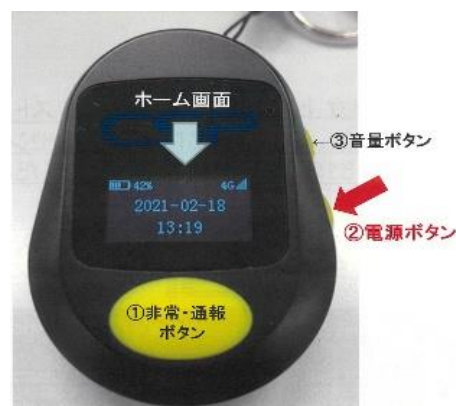 ホーム画面
←③音量ボタン
42% 4G
2021-02-18
13:19
②電源ボタン
①非常・通報
ボタン